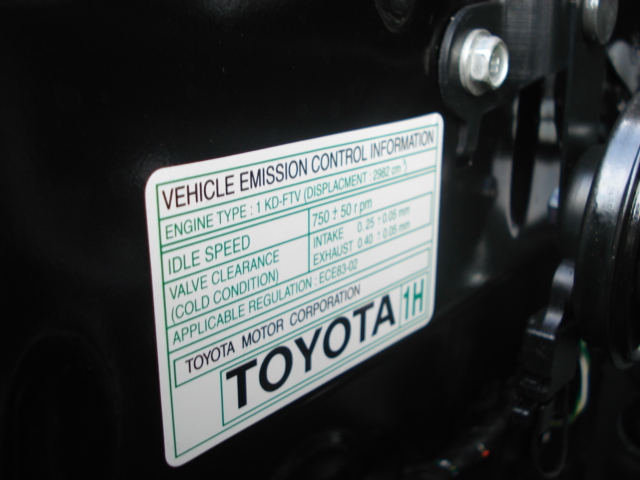 VEHICLE EMISSION CONTROL INFORMATION
ENGINE TYPE : 1 KD-FTV (DISPLACMENT : 2982 cm³)
IDLE SPEED 750 ± 50 r pm
VALVE CLEARANCE (COLD CONDITION) INTAKE 0.25 ± 0.05 mm
EXHAUST 0.40 ± 0.05 mm
APPLICABLE REGULATION : ECE83-02
TOYOTA MOTOR CORPORATION
TOYOTA 1H